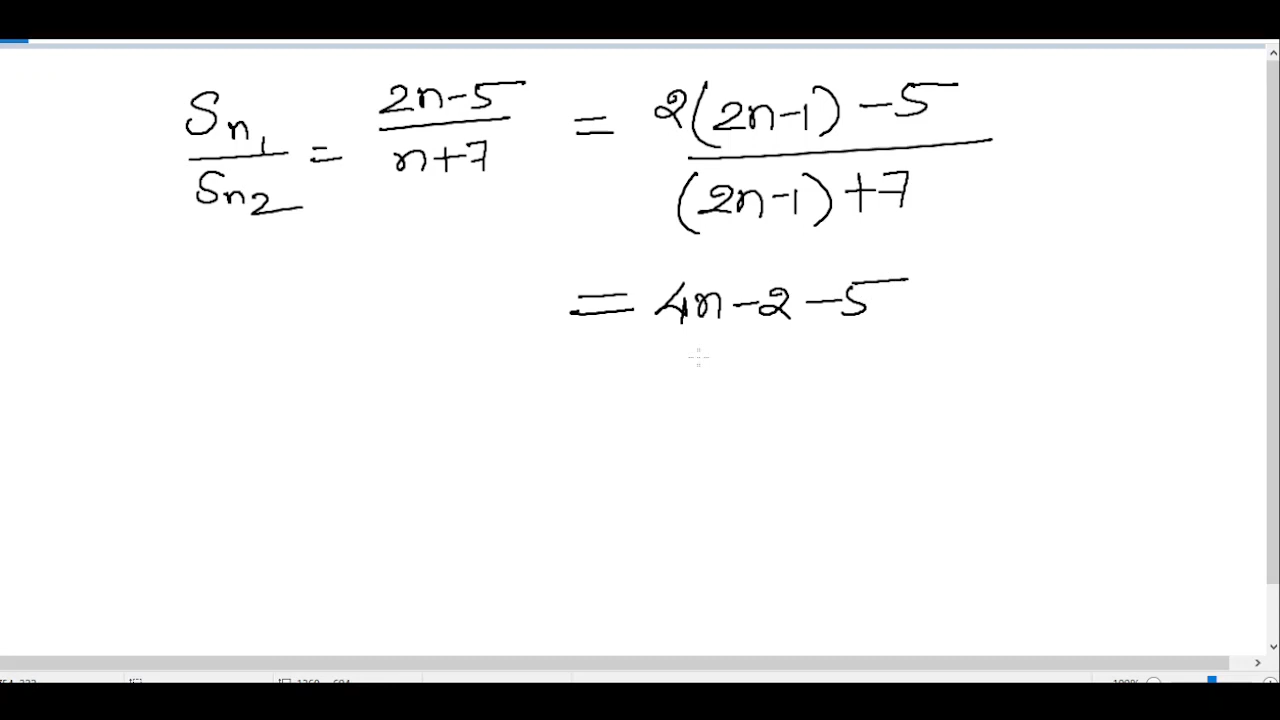 Sn1/Sn2 = 2n-5/n+7 = 2(2n-1)-5/(2n-1)+7
= 4n-2-5